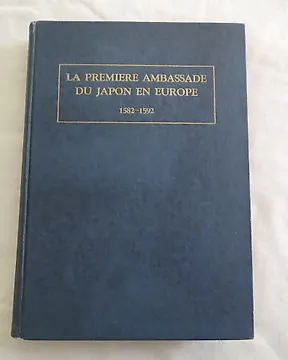 LA PREMIERE AMBASSADE
DU JAPON EN EUROPE
1582-1592